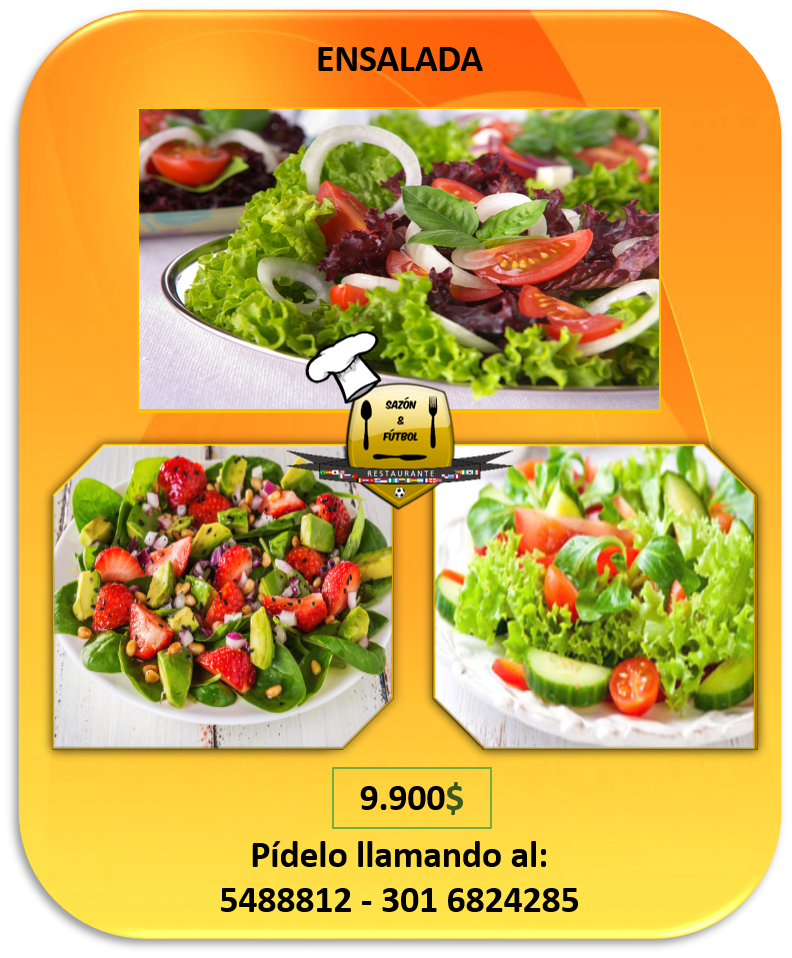 ENSALADA
SAZÓN
&
FÚTBOL
RESTAURANTE
9.900$
Pídelo llamando al:
5488812 - 301 6824285